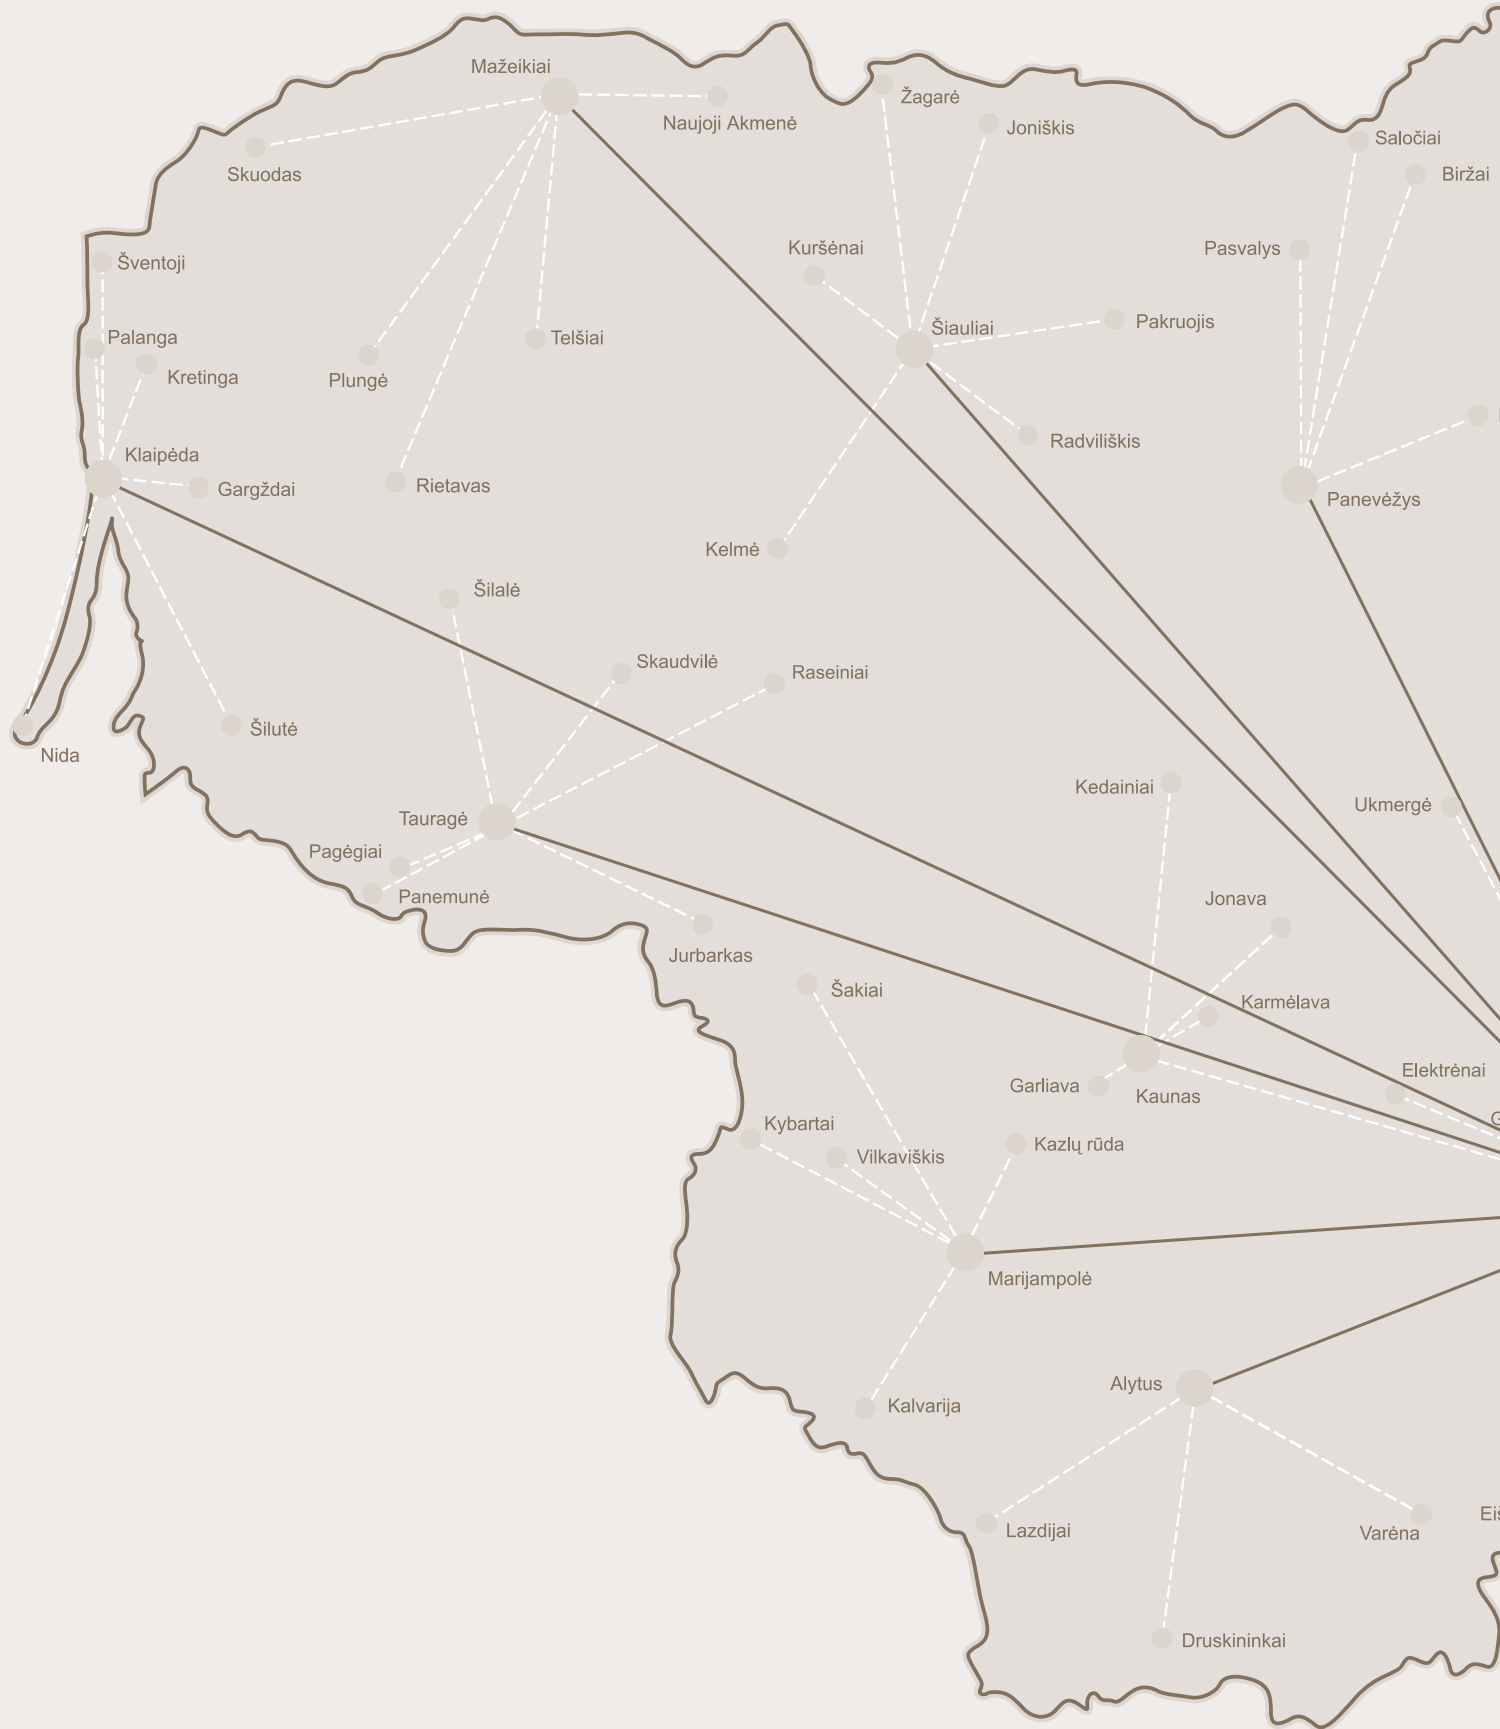 Mažeikiai
Naujoji Akmenė
Žagarė
Joniškis
Saločiai
Biržai
Skuodas
Šventoji
Kuršėnai
Pasvalys
Palanga
Kretinga
Plungė
Telšiai
Šiauliai
Pakruojis
Klaipėda
Gargždai
Rietavas
Radviliškis
Panevėžys
Kelmė
Šilalė
Skaudvilė
Raseiniai
Šilutė
Nida
Kedainiai
Ukmergė
Tauragė
Pagėgiai
Panemunė
Jonava
Jurbarkas
Šakiai
Karmėlava
Elektrėnai
Garliava
Kaunas
Kybartai
Vilkaviškis
Kazlų rūda
Marijampolė
Alytus
Kalvarija
Lazdijai
Varėna
Druskininkai